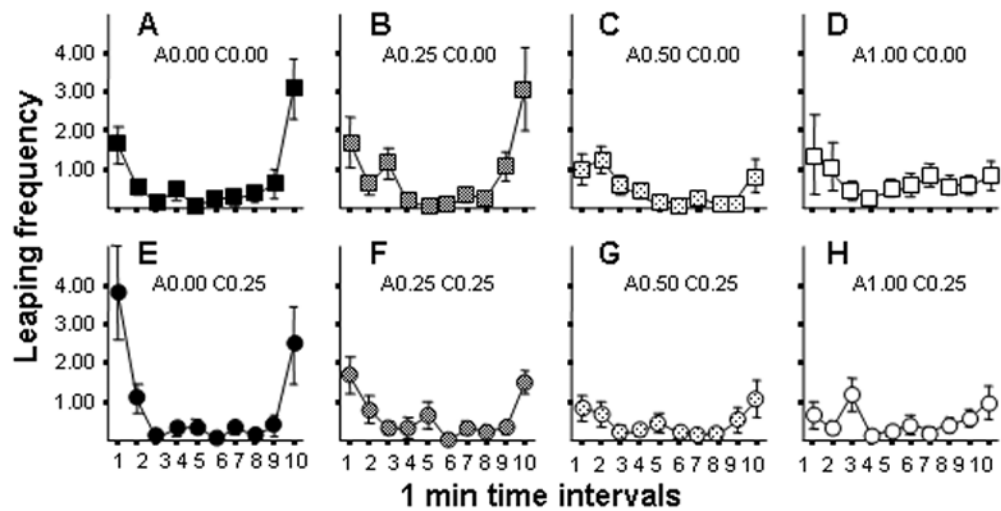 A B C D
A0.00 C0.00 A0.25 C0.00 A0.50 C0.00 A1.00 C0.00
4.00
3.00
2.00
1.00
E F G H
A0.00 C0.25 A0.25 C0.25 A0.50 C0.25 A1.00 C0.25
4.00
3.00
2.00
1.00
Leaping frequency
1 2 3 4 5 6 7 8 9 10 1 2 3 4 5 6 7 8 9 10 1 2 3 4 5 6 7 8 9 10 1 2 3 4 5 6 7 8 9 10
1 min time intervals